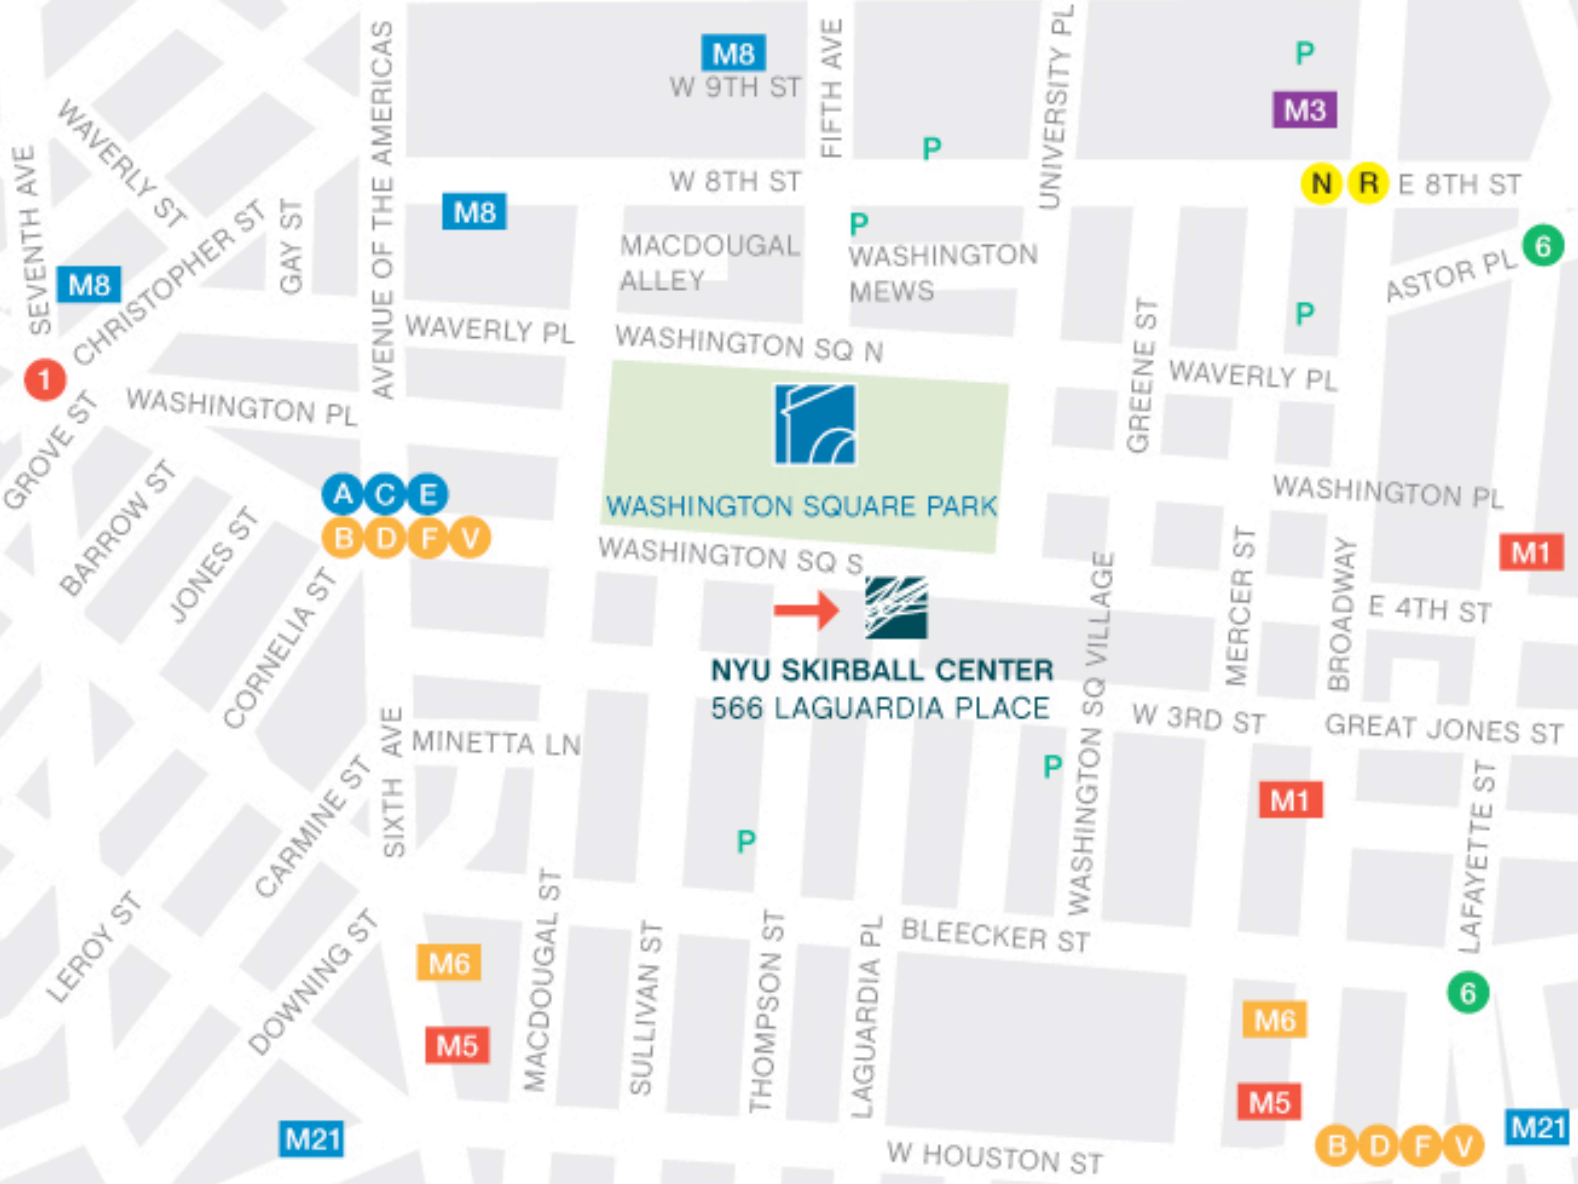 M8
W 9TH ST
FIFTH AVE
UNIVERSITY PL
P
M3
WAVERLY ST
SEVENTH AVE
AVENUE OF THE AMERICAS
P
W 8TH ST
N R E 8TH ST
M8
GAY ST
P
MACDOUGAL
ALLEY
WASHINGTON
MEWS
6
ASTOR PL
M8
CHRISTOPHER ST
P
WAVERLY PL
WASHINGTON SQ N
GREENE ST
WAVERLY PL
1
WASHINGTON PL
GROVE ST
A C E
B D F V
WASHINGTON SQUARE PARK
WASHINGTON PL
BARROW ST
JONES ST
WASHINGTON SQ S
M1
CORNELIA ST
MERCER ST
BROADWAY
E 4TH ST
NYU SKIRBALL CENTER
566 LAGUARDIA PLACE
WASHINGTON SQ VILLAGE
W 3RD ST
GREAT JONES ST
SIXTH AVE
MINETTA LN
P
M1
CARMINE ST
P
LAFAYETTE ST
LEROY ST
DOWNING ST
M6
MACDOUGAL ST
SULLIVAN ST
THOMPSON ST
LAGUARDIA PL
BLEECKER ST
6
M5
M6
M5
M21
W HOUSTON ST
B D F V
M21